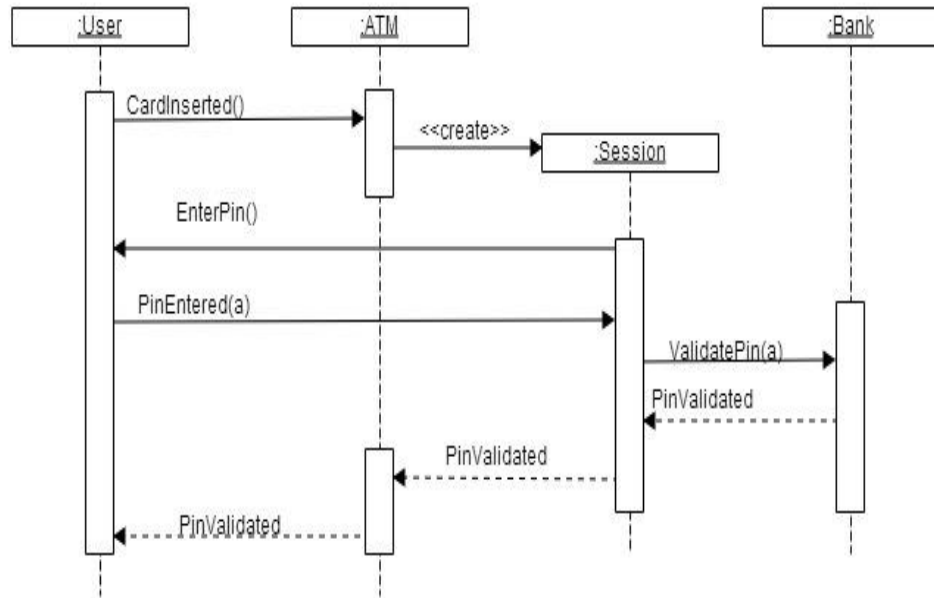 :User
:ATM
:Bank
CardInserted()
<<create>>
:Session
EnterPin()
PinEntered(a)
ValidatePin(a)
PinValidated
PinValidated
PinValidated